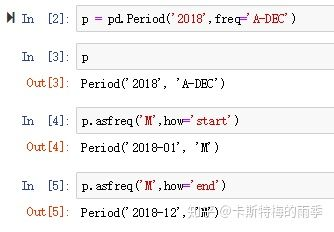 In [2]: p = pd.Period('2018',freq='A-DEC')
In [3]: p
Out[3]: Period('2018', 'A-DEC')
In [4]: p.asfreq('M',how='start')
Out[4]: Period('2018-01', 'M')
In [5]: p.asfreq('M',how='end')
Out[5]: Period('2018-12', 'M')
知乎 @卡斯特梅的雨季